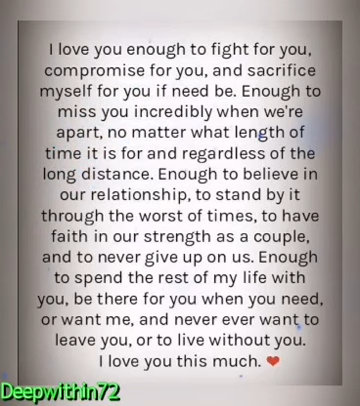 I love you enough to fight for you,
compromise for you, and sacrifice
myself for you if need be. Enough to
miss you incredibly when we're
apart, no matter what length of
time it is for and regardless of the
long distance. Enough to believe in
our relationship, to stand by it
through the worst of times, to have
faith in our strength as a couple,
and to never give up on us. Enough
to spend the rest of my life with
you, be there for you when you need,
or want me, and never ever want to
leave you, or to live without you.
I love you this much. ❤
Deepwithin72